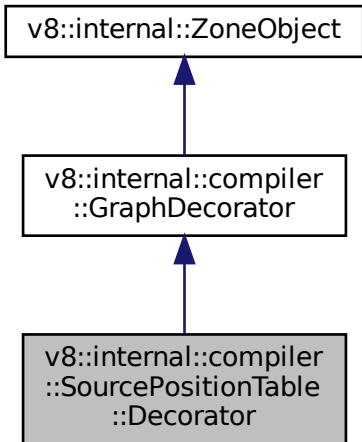 v8::internal::ZoneObject
v8::internal::compiler
::GraphDecorator
v8::internal::compiler
::SourcePositionTable
::Decorator